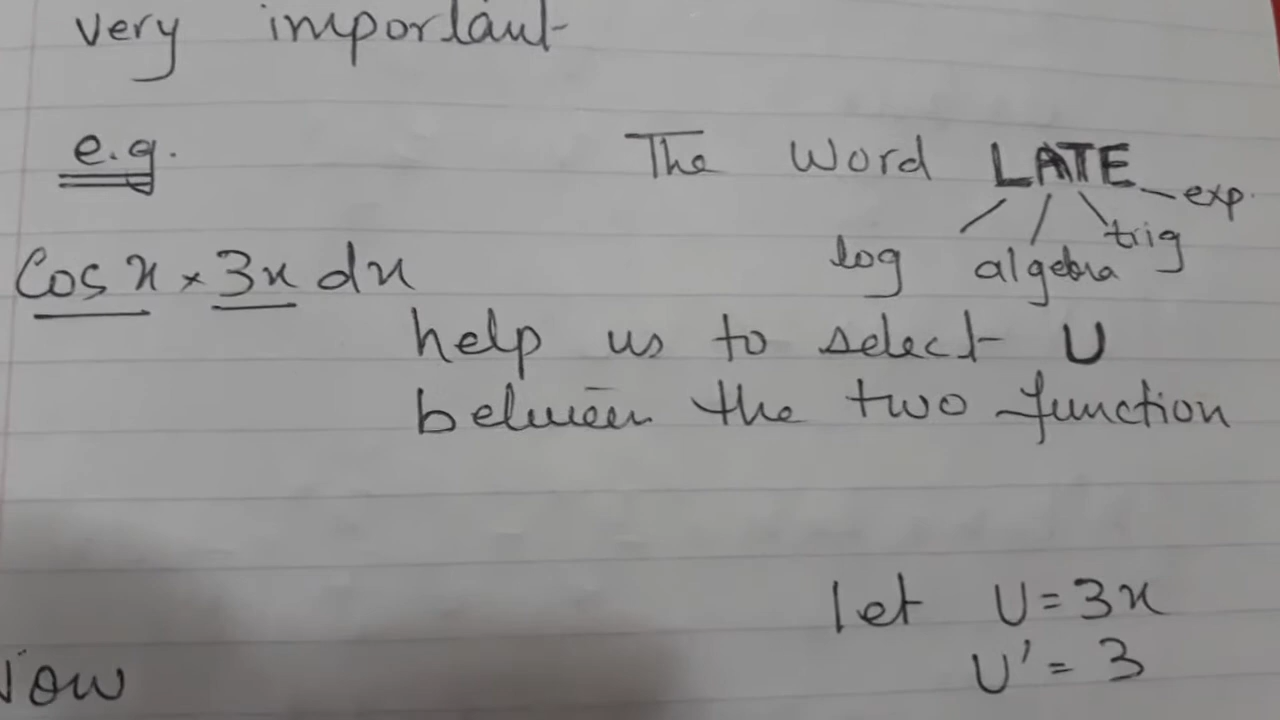 very important
e.g.
The Word LATE
exp.
trig
log algebra
Cos x × 3x dx
help us to select U
between the two function
let U = 3x
U' = 3
Now